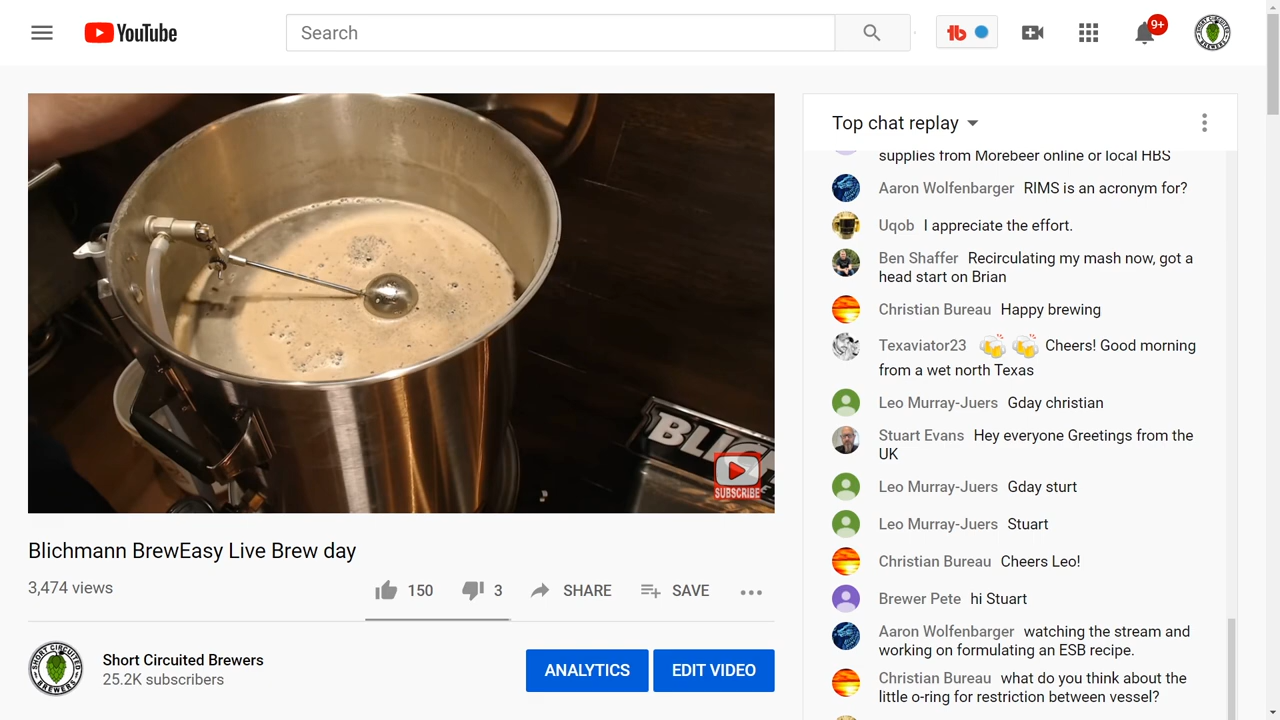 YouTube
Search
9+
SHORT CIRCUITED BREWERS
Top chat replay
supplies from Morebeer online or local HBS
Aaron Wolfenbarger RIMS is an acronym for?
Uqob I appreciate the effort.
Ben Shaffer Recirculating my mash now, got a
head start on Brian
Christian Bureau Happy brewing
Texaviator23 Cheers! Good morning
from a wet north Texas
Leo Murray-Juers Gday christian
Stuart Evans Hey everyone Greetings from the
UK
Leo Murray-Juers Gday sturt
Leo Murray-Juers Stuart
Christian Bureau Cheers Leo!
Brewer Pete hi Stuart
Aaron Wolfenbarger watching the stream and
working on formulating an ESB recipe.
Christian Bureau what do you think about the
little o-ring for restriction between vessel?
BLICH
SUBSCRIBE
Blichmann BrewEasy Live Brew day
3,474 views
150
3
SHARE
SAVE
SHORT CIRCUITED BREWERS
Short Circuited Brewers
25.2K subscribers
ANALYTICS
EDIT VIDEO